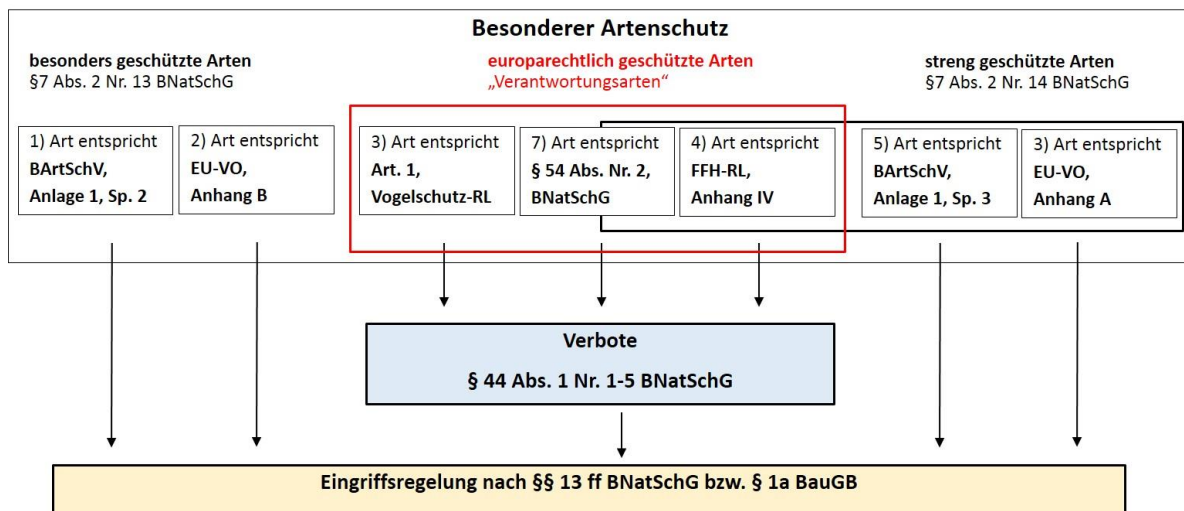 Besonderer Artenschutz
besonders geschützte Arten
§7 Abs. 2 Nr. 13 BNatSchG
europarechtlich geschützte Arten
„Verantwortungsarten“
streng geschützte Arten
§7 Abs. 2 Nr. 14 BNatSchG
1) Art entspricht
BArtSchV,
Anlage 1, Sp. 2
2) Art entspricht
EU-VO,
Anhang B
3) Art entspricht
Art. 1,
Vogelschutz-RL
7) Art entspricht
§ 54 Abs. Nr. 2,
BNatSchG
4) Art entspricht
FFH-RL,
Anhang IV
5) Art entspricht
BArtSchV,
Anlage 1, Sp. 3
3) Art entspricht
EU-VO,
Anhang A
Verbote
§ 44 Abs. 1 Nr. 1-5 BNatSchG
Eingriffsregelung nach §§ 13 ff BNatSchG bzw. § 1a BauGB